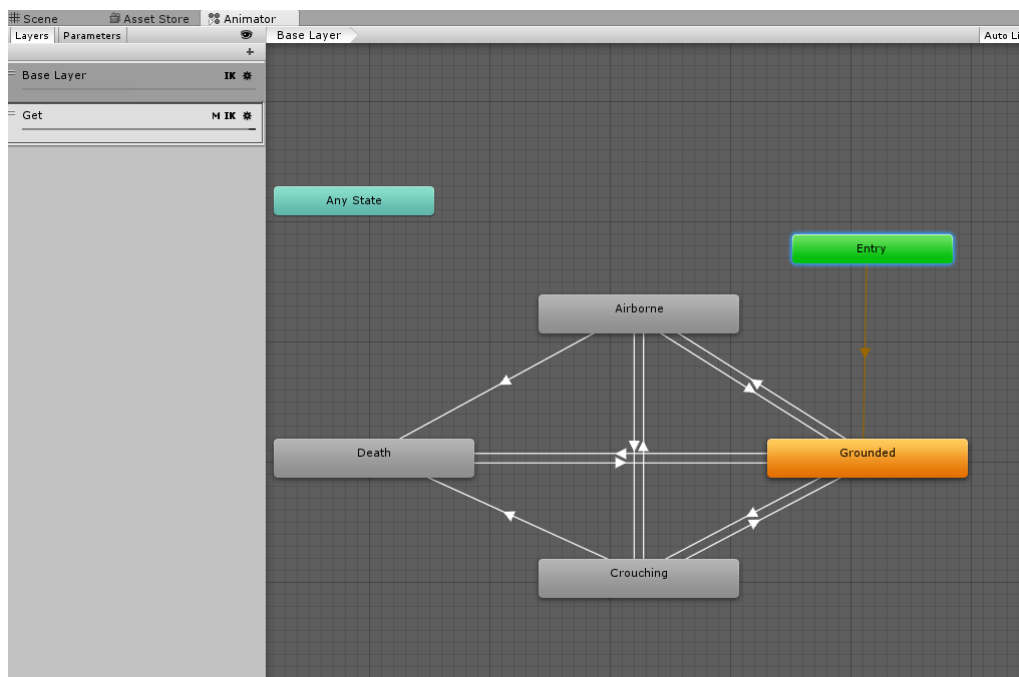 Scene Asset Store Animator
Layers Parameters Base Layer Auto Li
+
Base Layer IK
Get M IK
Any State
Entry
Airborne
Death
Grounded
Crouching